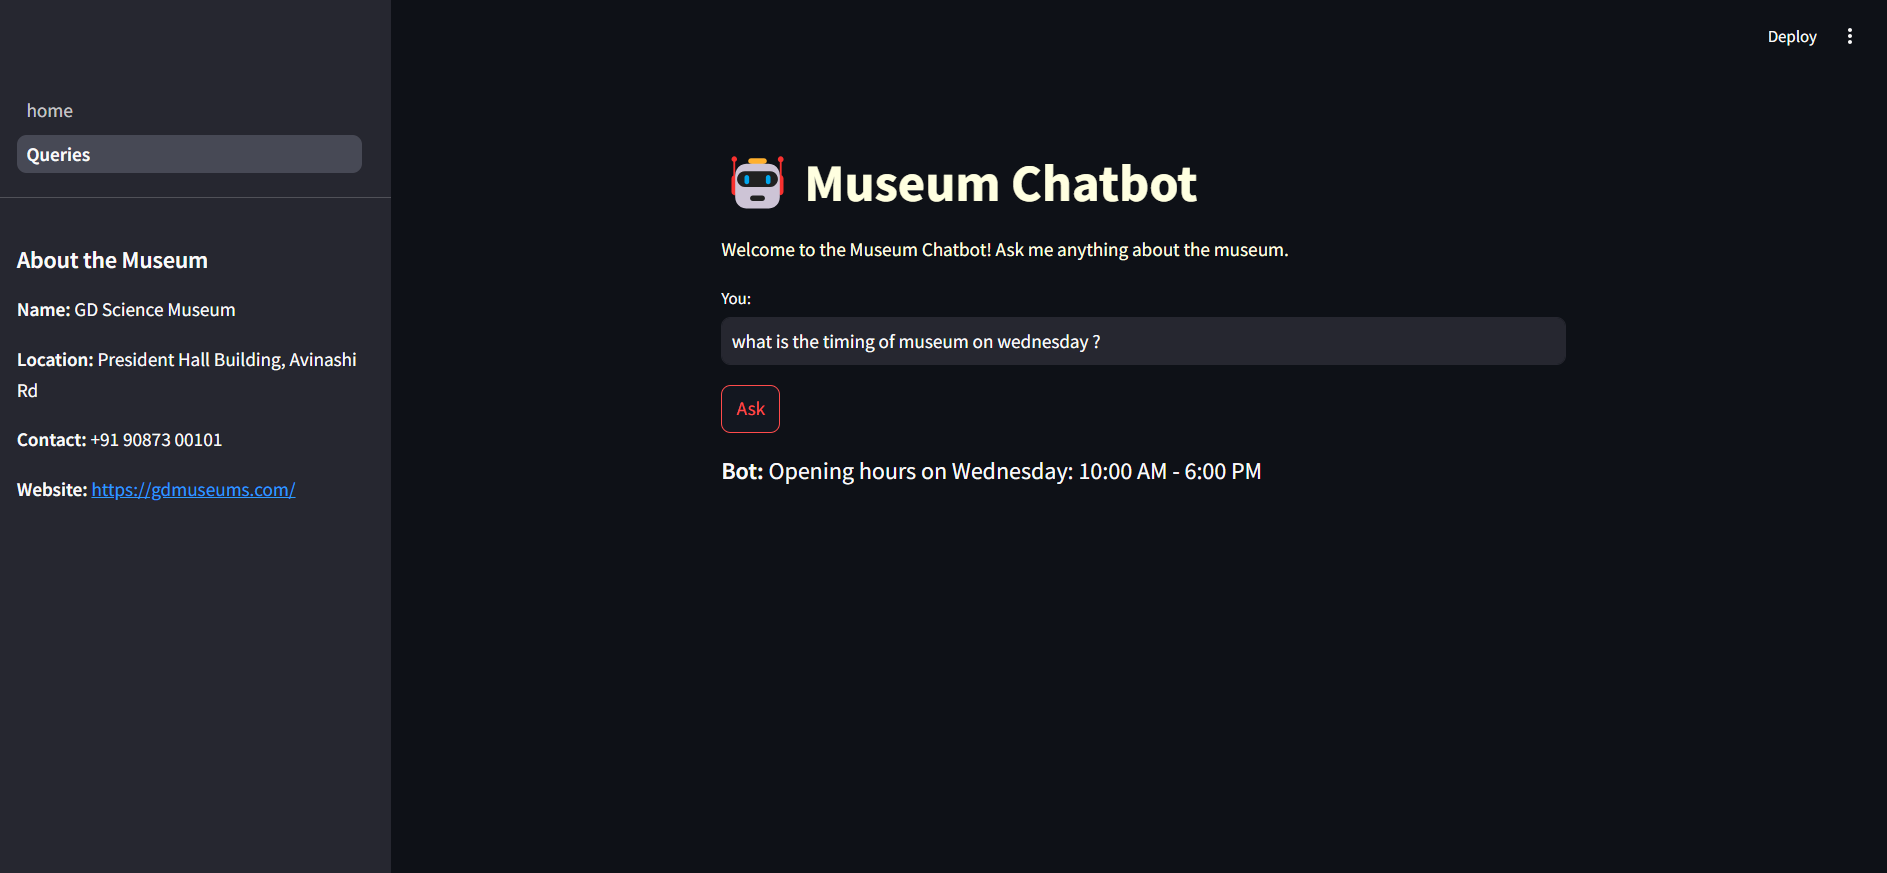 Deploy
home
Queries
About the Museum
Name: GD Science Museum
Location: President Hall Building, Avinashi
Rd
Contact: +91 90873 00101
Website: https://gdmuseums.com/
Museum Chatbot
Welcome to the Museum Chatbot! Ask me anything about the museum.
You:
what is the timing of museum on wednesday ?
Ask
Bot: Opening hours on Wednesday: 10:00 AM - 6:00 PM